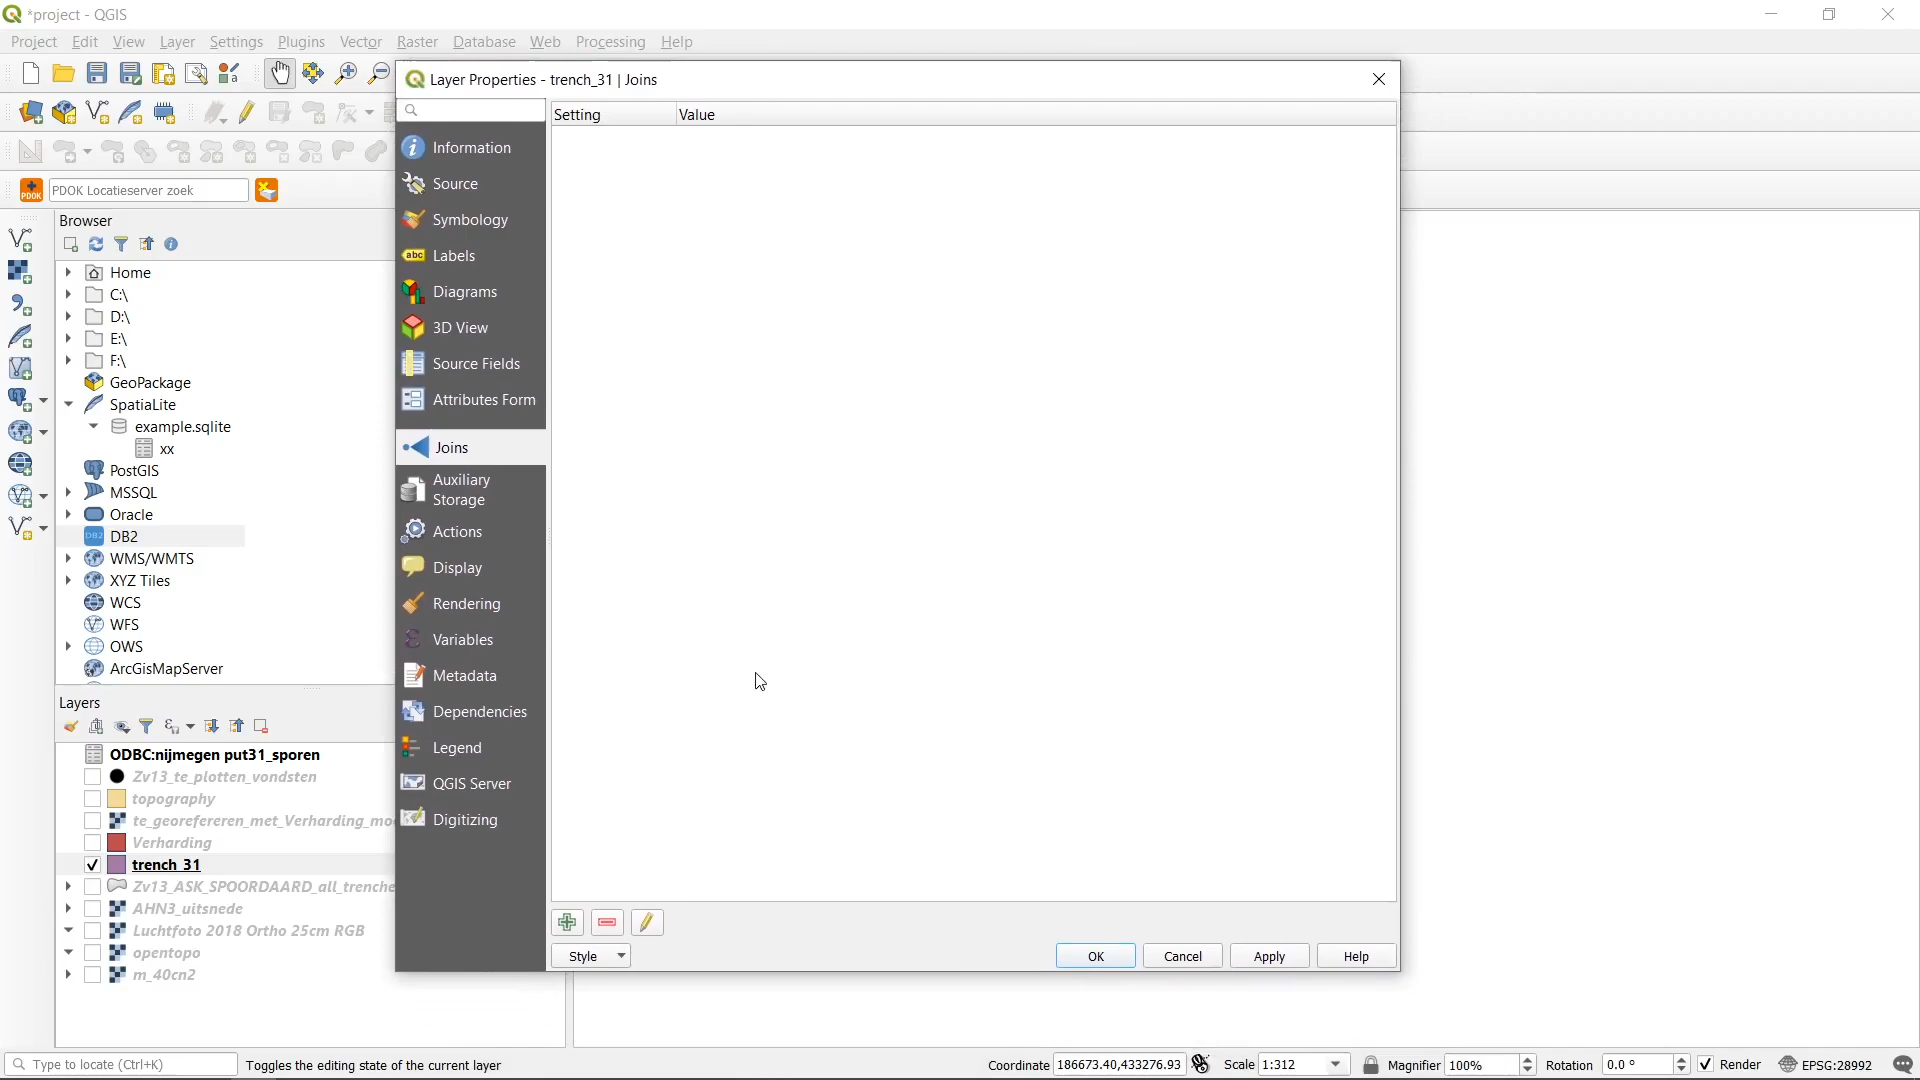 *project - QGIS
Project Edit View Layer Settings Plugins Vector Raster Database Web Processing Help
Layer Properties - trench_31 | Joins
PDOK
PDOK Locatieserver zoek
Browser
Home
C:\
D:\
E:\
F:\
GeoPackage
SpatiaLite
example.sqlite
xx
PostGIS
MSSQL
Oracle
DB2
DB2
WMS/WMTS
XYZ Tiles
WCS
WFS
OWS
ArcGisMapServer
Layers
ODBC:nijmegen put31_sporen
Zv13_te_plotten_vondsten
topography
te_georefereren_met_Verharding_mo
Verharding
trench_31
Zv13_ASK_SPOORDAARD_all_trenche
AHN3_uitsnede
Luchtfoto 2018 Ortho 25cm RGB
opentopo
m_40cn2
Information
Source
Symbology
abc Labels
Diagrams
3D View
Source Fields
Attributes Form
Joins
Auxiliary
Storage
Actions
Display
Rendering
Variables
Metadata
Dependencies
Legend
QGIS Server
Digitizing
Setting Value
Style OK Cancel Apply Help
Type to locate (Ctrl+K) Toggles the editing state of the current layer Coordinate 186673.40,433276.93 Scale 1:312 Magnifier 100% Rotation 0.0 ° Render EPSG:28992